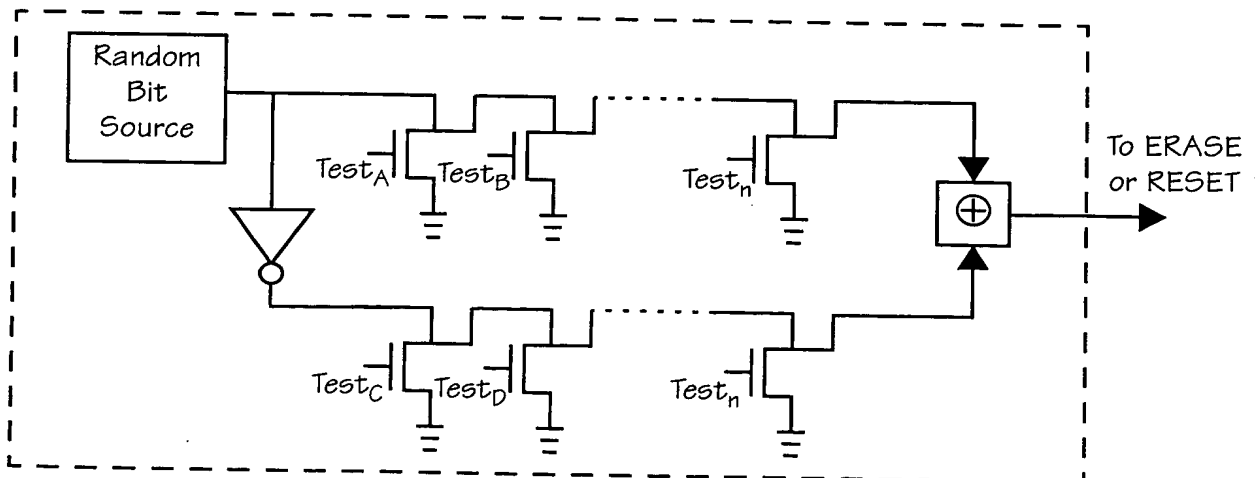 Random
Bit
Source
Test_A
Test_B
Test_n
To ERASE
or RESET
⊕
Test_C
Test_D
Test_n